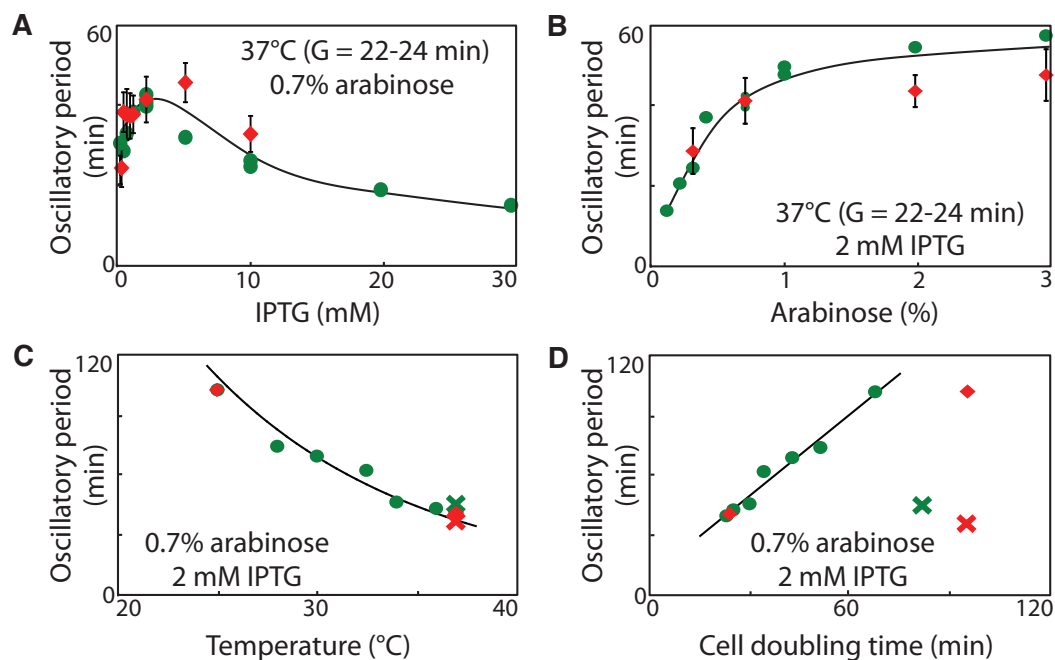 A
Oscillatory period
(min)
60
0
37°C (G = 22-24 min)
0.7% arabinose
0
10
20
30
IPTG (mM)
B
Oscillatory period
(min)
60
0
37°C (G = 22-24 min)
2 mM IPTG
0
1
2
3
Arabinose (%)
C
Oscillatory period
(min)
120
0
0.7% arabinose
2 mM IPTG
20
30
40
Temperature (°C)
D
Oscillatory period
(min)
120
0
0.7% arabinose
2 mM IPTG
0
60
120
Cell doubling time (min)